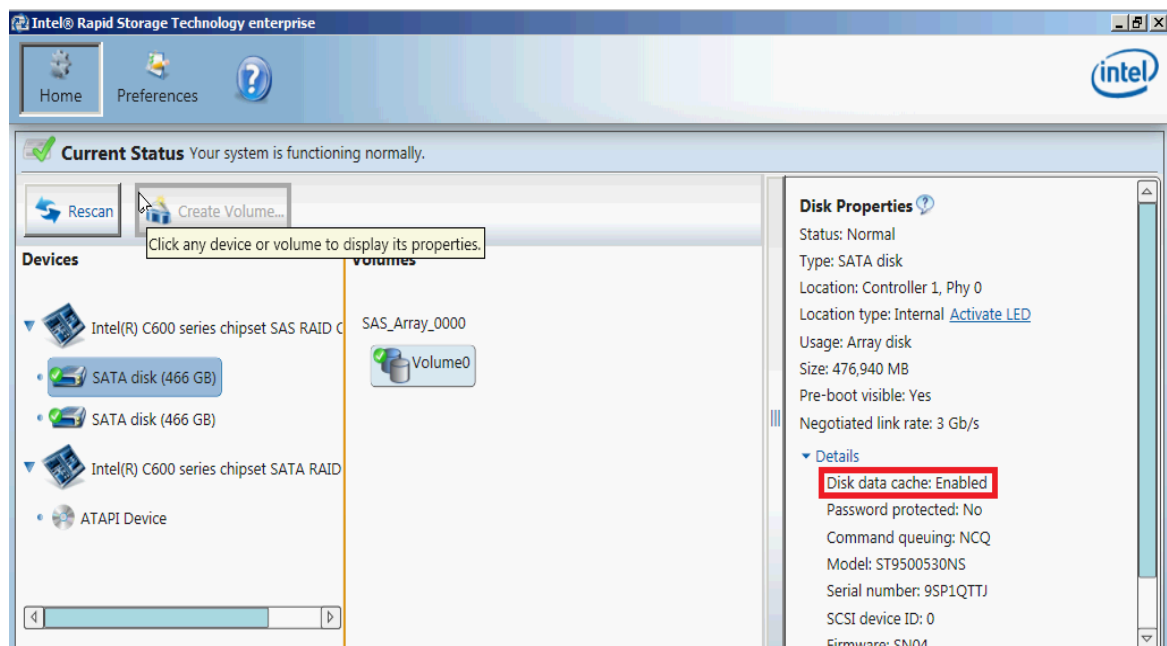 Intel® Rapid Storage Technology enterprise
Home
Preferences
?
intel
Current Status Your system is functioning normally.
Rescan
Create Volume...
Click any device or volume to display its properties.
Devices
Volumes
Intel(R) C600 series chipset SAS RAID C
SATA disk (466 GB)
SATA disk (466 GB)
Intel(R) C600 series chipset SATA RAID
ATAPI Device
SAS_Array_0000
Volume0
Disk Properties ?
Status: Normal
Type: SATA disk
Location: Controller 1, Phy 0
Location type: Internal Activate LED
Usage: Array disk
Size: 476,940 MB
Pre-boot visible: Yes
Negotiated link rate: 3 Gb/s
Details
Disk data cache: Enabled
Password protected: No
Command queuing: NCQ
Model: ST9500530NS
Serial number: 9SP1QTTJ
SCSI device ID: 0
Firmware: SN04